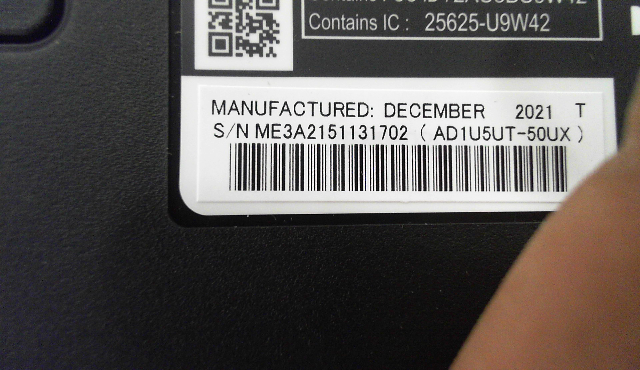 Contains IC : 25625-U9W42
MANUFACTURED: DECEMBER 2021 T
S/N ME3A2151131702 ( AD1U5UT-50UX )